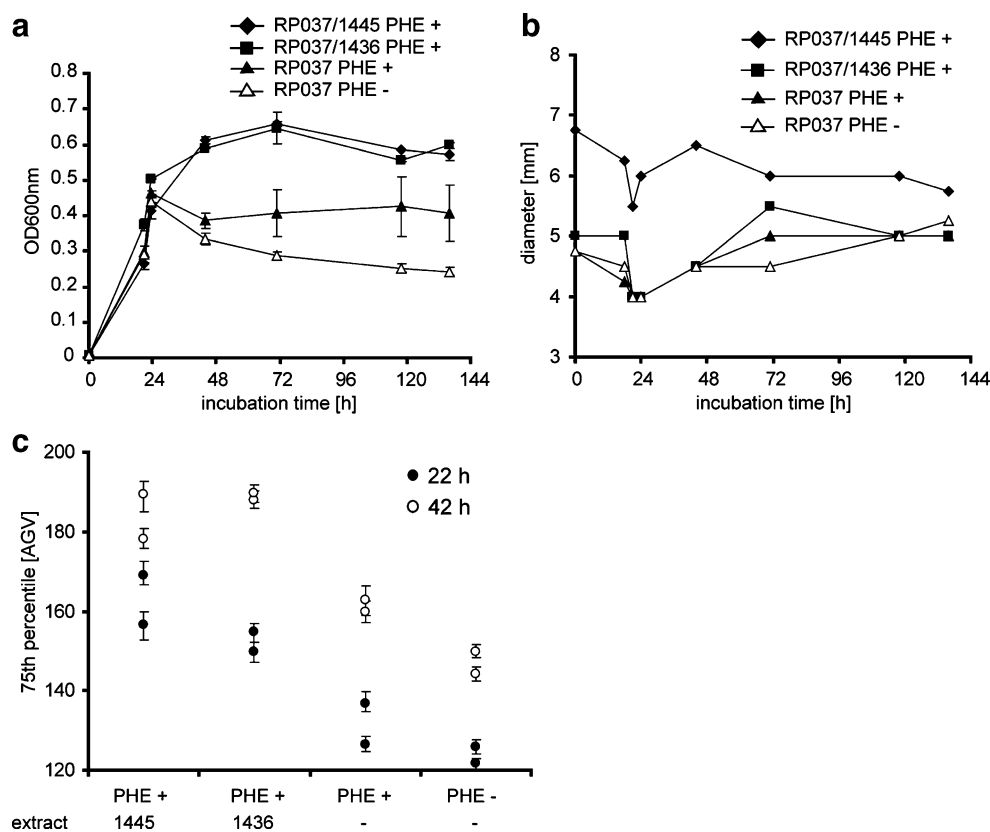 a
RP037/1445 PHE +
RP037/1436 PHE +
RP037 PHE +
RP037 PHE -
0.8
0.7
0.6
0.5
0.4
0.3
0.2
0.1
0
OD600nm
0 24 48 72 96 120 144
incubation time [h]
b
RP037/1445 PHE +
RP037/1436 PHE +
RP037 PHE +
RP037 PHE -
8
7
6
5
4
3
diameter [mm]
0 24 48 72 96 120 144
incubation time [h]
c
200
180
160
140
120
75th percentile [AGV]
22 h
42 h
PHE + PHE + PHE + PHE -
extract 1445 1436 - -